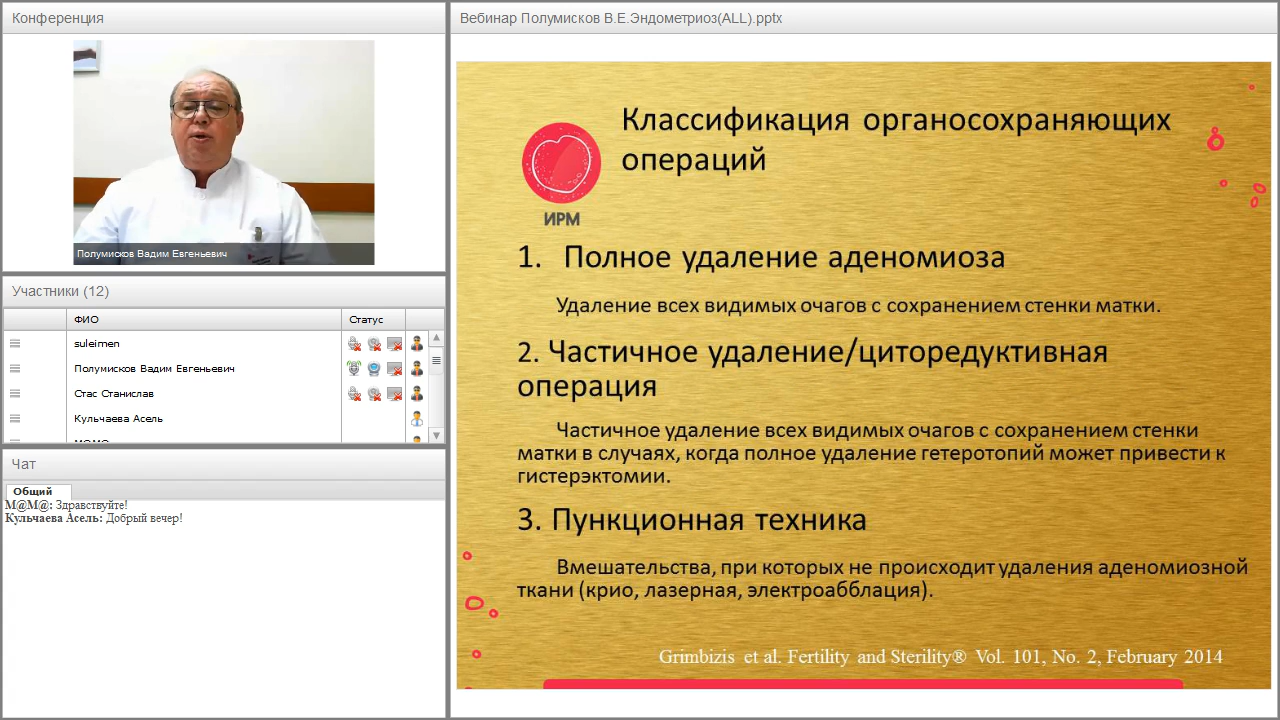 Конференция
Полумисков Вадим Евгеньевич
Участники (12)
ФИО
Статус
suleimen
Полумисков Вадим Евгеньевич
Стас Станислав
Кульчаева Асель
Чат
Общий
M@M@: Здравствуйте!
Кульчаева Асель: Добрый вечер!
Вебинар Полумисков В.Е.Эндометриоз(ALL).pptx
Классификация органосохраняющих
операций
ИРМ
1. Полное удаление аденомиоза
Удаление всех видимых очагов с сохранением стенки матки.
2. Частичное удаление/циторедуктивная
операция
Частичное удаление всех видимых очагов с сохранением стенки
матки в случаях, когда полное удаление гетеротопий может привести к
гистерэктомии.
3. Пункционная техника
Вмешательства, при которых не происходит удаления аденомиозной
ткани (крио, лазерная, электроабблация).
Grimbizis et al. Fertility and Sterility® Vol. 101, No. 2, February 2014